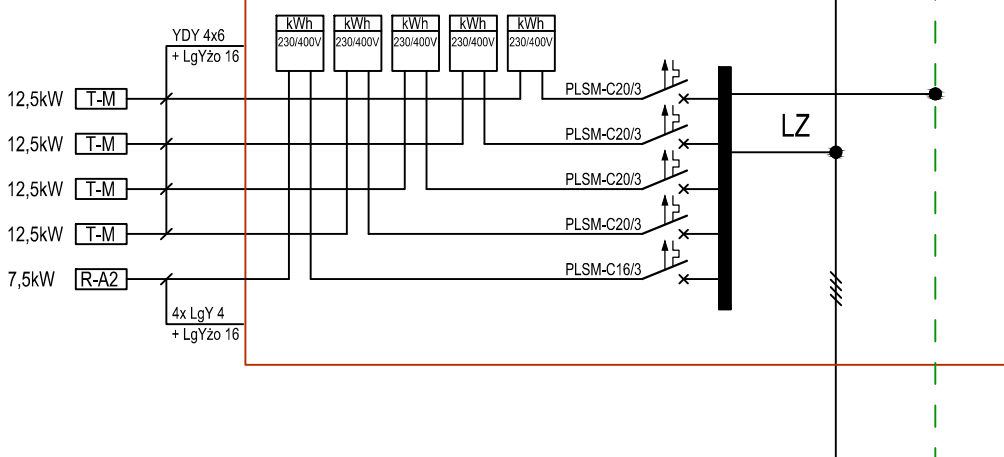 kWh kWh kWh kWh kWh
230/400V 230/400V 230/400V 230/400V 230/400V
YDY 4x6
+ LgYżo 16
12,5kW T-M PLSM-C20/3
12,5kW T-M PLSM-C20/3
12,5kW T-M PLSM-C20/3
12,5kW T-M PLSM-C20/3
7,5kW R-A2 PLSM-C16/3
LZ
4x LgY 4
+ LgYżo 16